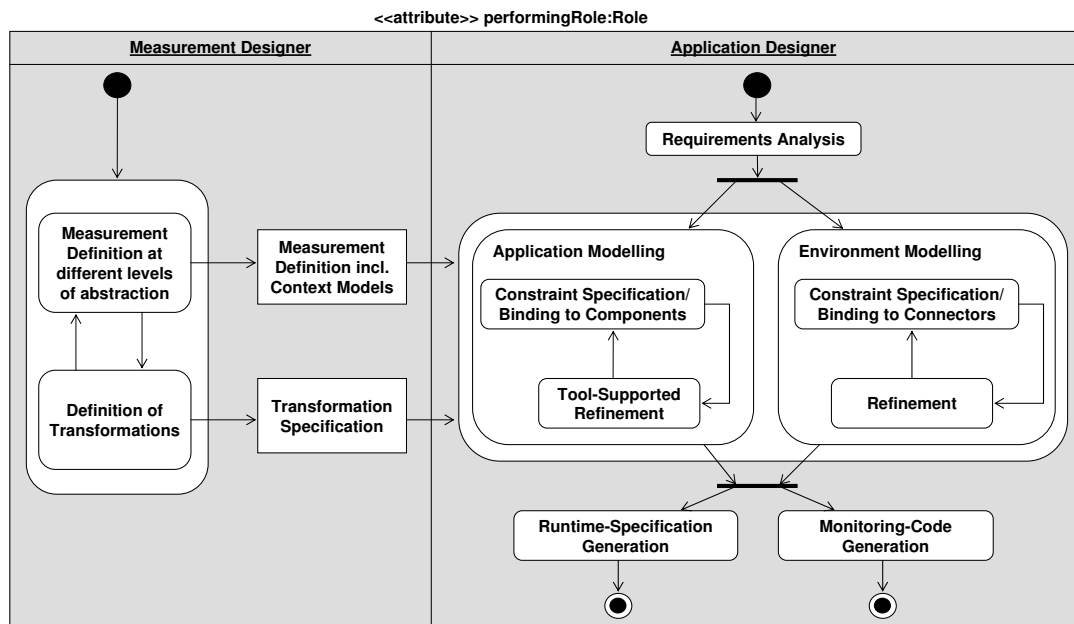 <<attribute>> performingRole:Role
Measurement Designer
Application Designer
Requirements Analysis
Measurement
Definition at
different levels
of abstraction
Measurement
Definition incl.
Context Models
Application Modelling
Environment Modelling
Constraint Specification/
Binding to Components
Constraint Specification/
Binding to Connectors
Definition of
Transformations
Transformation
Specification
Tool-Supported
Refinement
Refinement
Runtime-Specification
Generation
Monitoring-Code
Generation